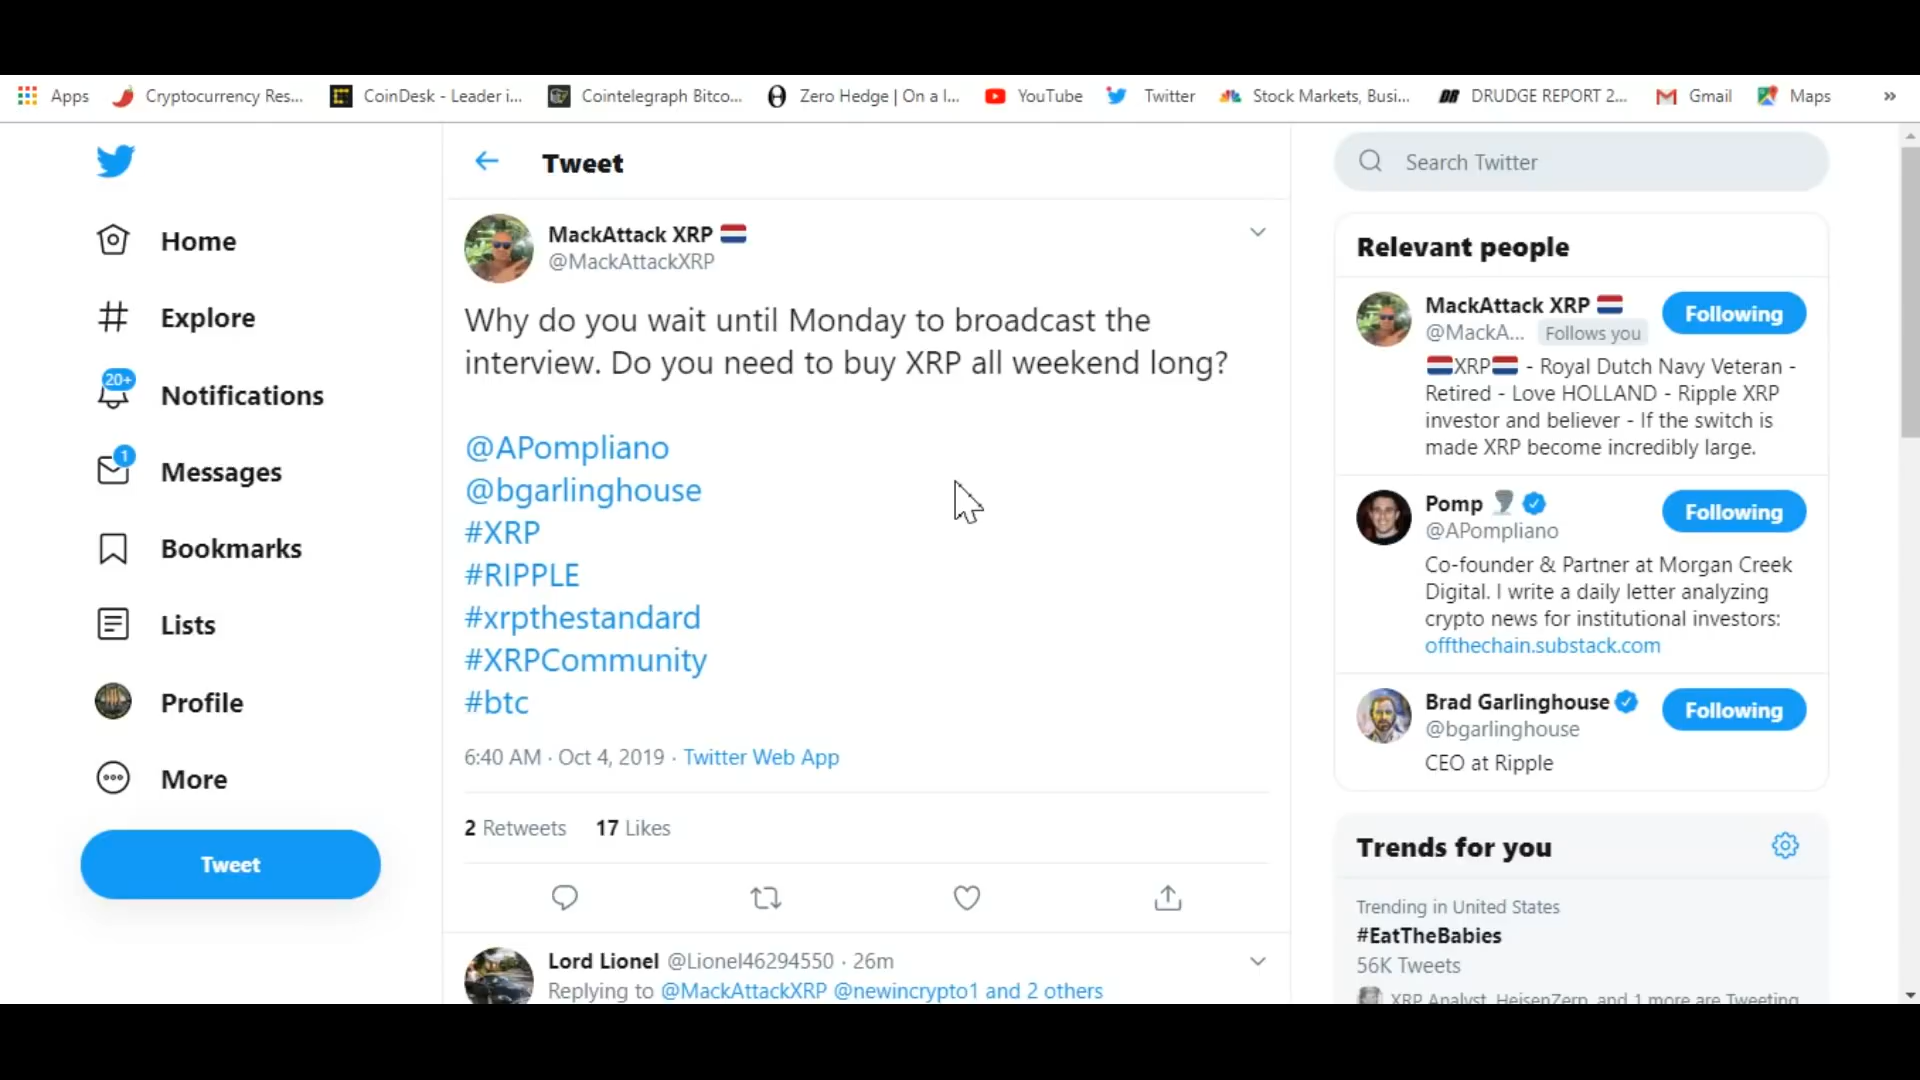 Apps
Cryptocurrency Res...
CoinDesk - Leader i...
Cointelegraph Bitco...
Zero Hedge | On a l...
YouTube
Twitter
Stock Markets, Busi...
DRUDGE REPORT 2...
Gmail
Maps
»
Home
Explore
20+
Notifications
1
Messages
Bookmarks
Lists
Profile
More
Tweet
Tweet
MackAttack XRP
@MackAttackXRP
Why do you wait until Monday to broadcast the
interview. Do you need to buy XRP all weekend long?
@APompliano
@bgarlinghouse
#XRP
#RIPPLE
#xrpthestandard
#XRPCommunity
#btc
6:40 AM · Oct 4, 2019 · Twitter Web App
2 Retweets 17 Likes
Lord Lionel @Lionel46294550 · 26m
Replying to @MackAttackXRP @newincrypto1 and 2 others
Search Twitter
Relevant people
MackAttack XRP
@MackA... Follows you
Following
XRP - Royal Dutch Navy Veteran -
Retired - Love HOLLAND - Ripple XRP
investor and believer - If the switch is
made XRP become incredibly large.
Pomp
@APompliano
Following
Co-founder & Partner at Morgan Creek
Digital. I write a daily letter analyzing
crypto news for institutional investors:
offthechain.substack.com
Brad Garlinghouse
@bgarlinghouse
Following
CEO at Ripple
Trends for you
Trending in United States
#EatTheBabies
56K Tweets
XRP Analyst, HeisenZerp, and 1 more are Tweeting